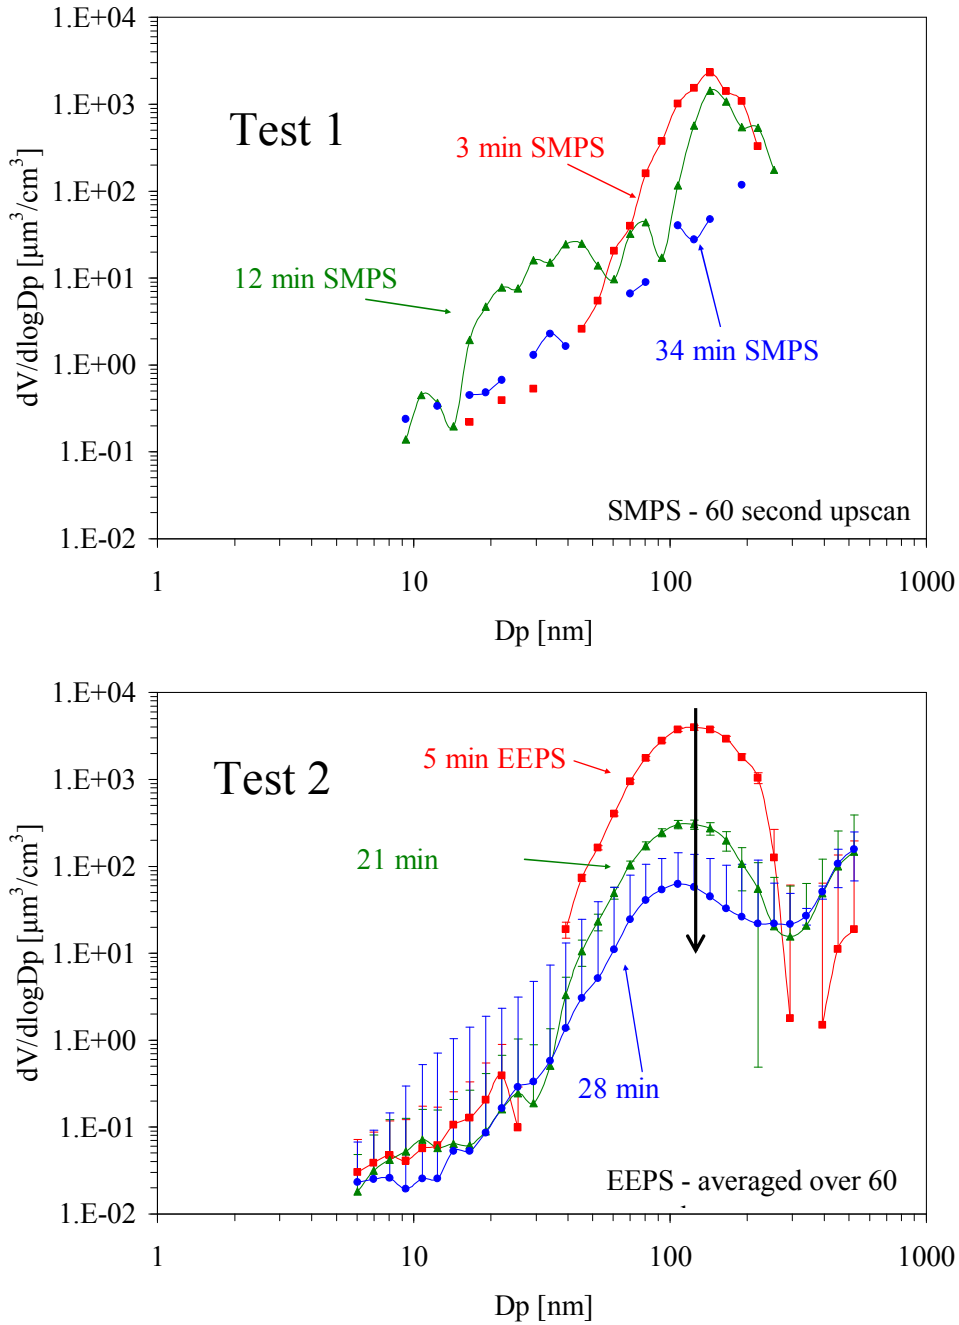 1.E+04
1.E+03
1.E+02
1.E+01
1.E+00
1.E-01
1.E-02
dV/dlogDp [µm³/cm³]
Test 1
3 min SMPS
12 min SMPS
34 min SMPS
SMPS - 60 second upscan
1 10 100 1000
Dp [nm]
1.E+04
1.E+03
1.E+02
1.E+01
1.E+00
1.E-01
1.E-02
dV/dlogDp [µm³/cm³]
Test 2
5 min EEPS
21 min
28 min
EEPS - averaged over 60
1 10 100 1000
Dp [nm]